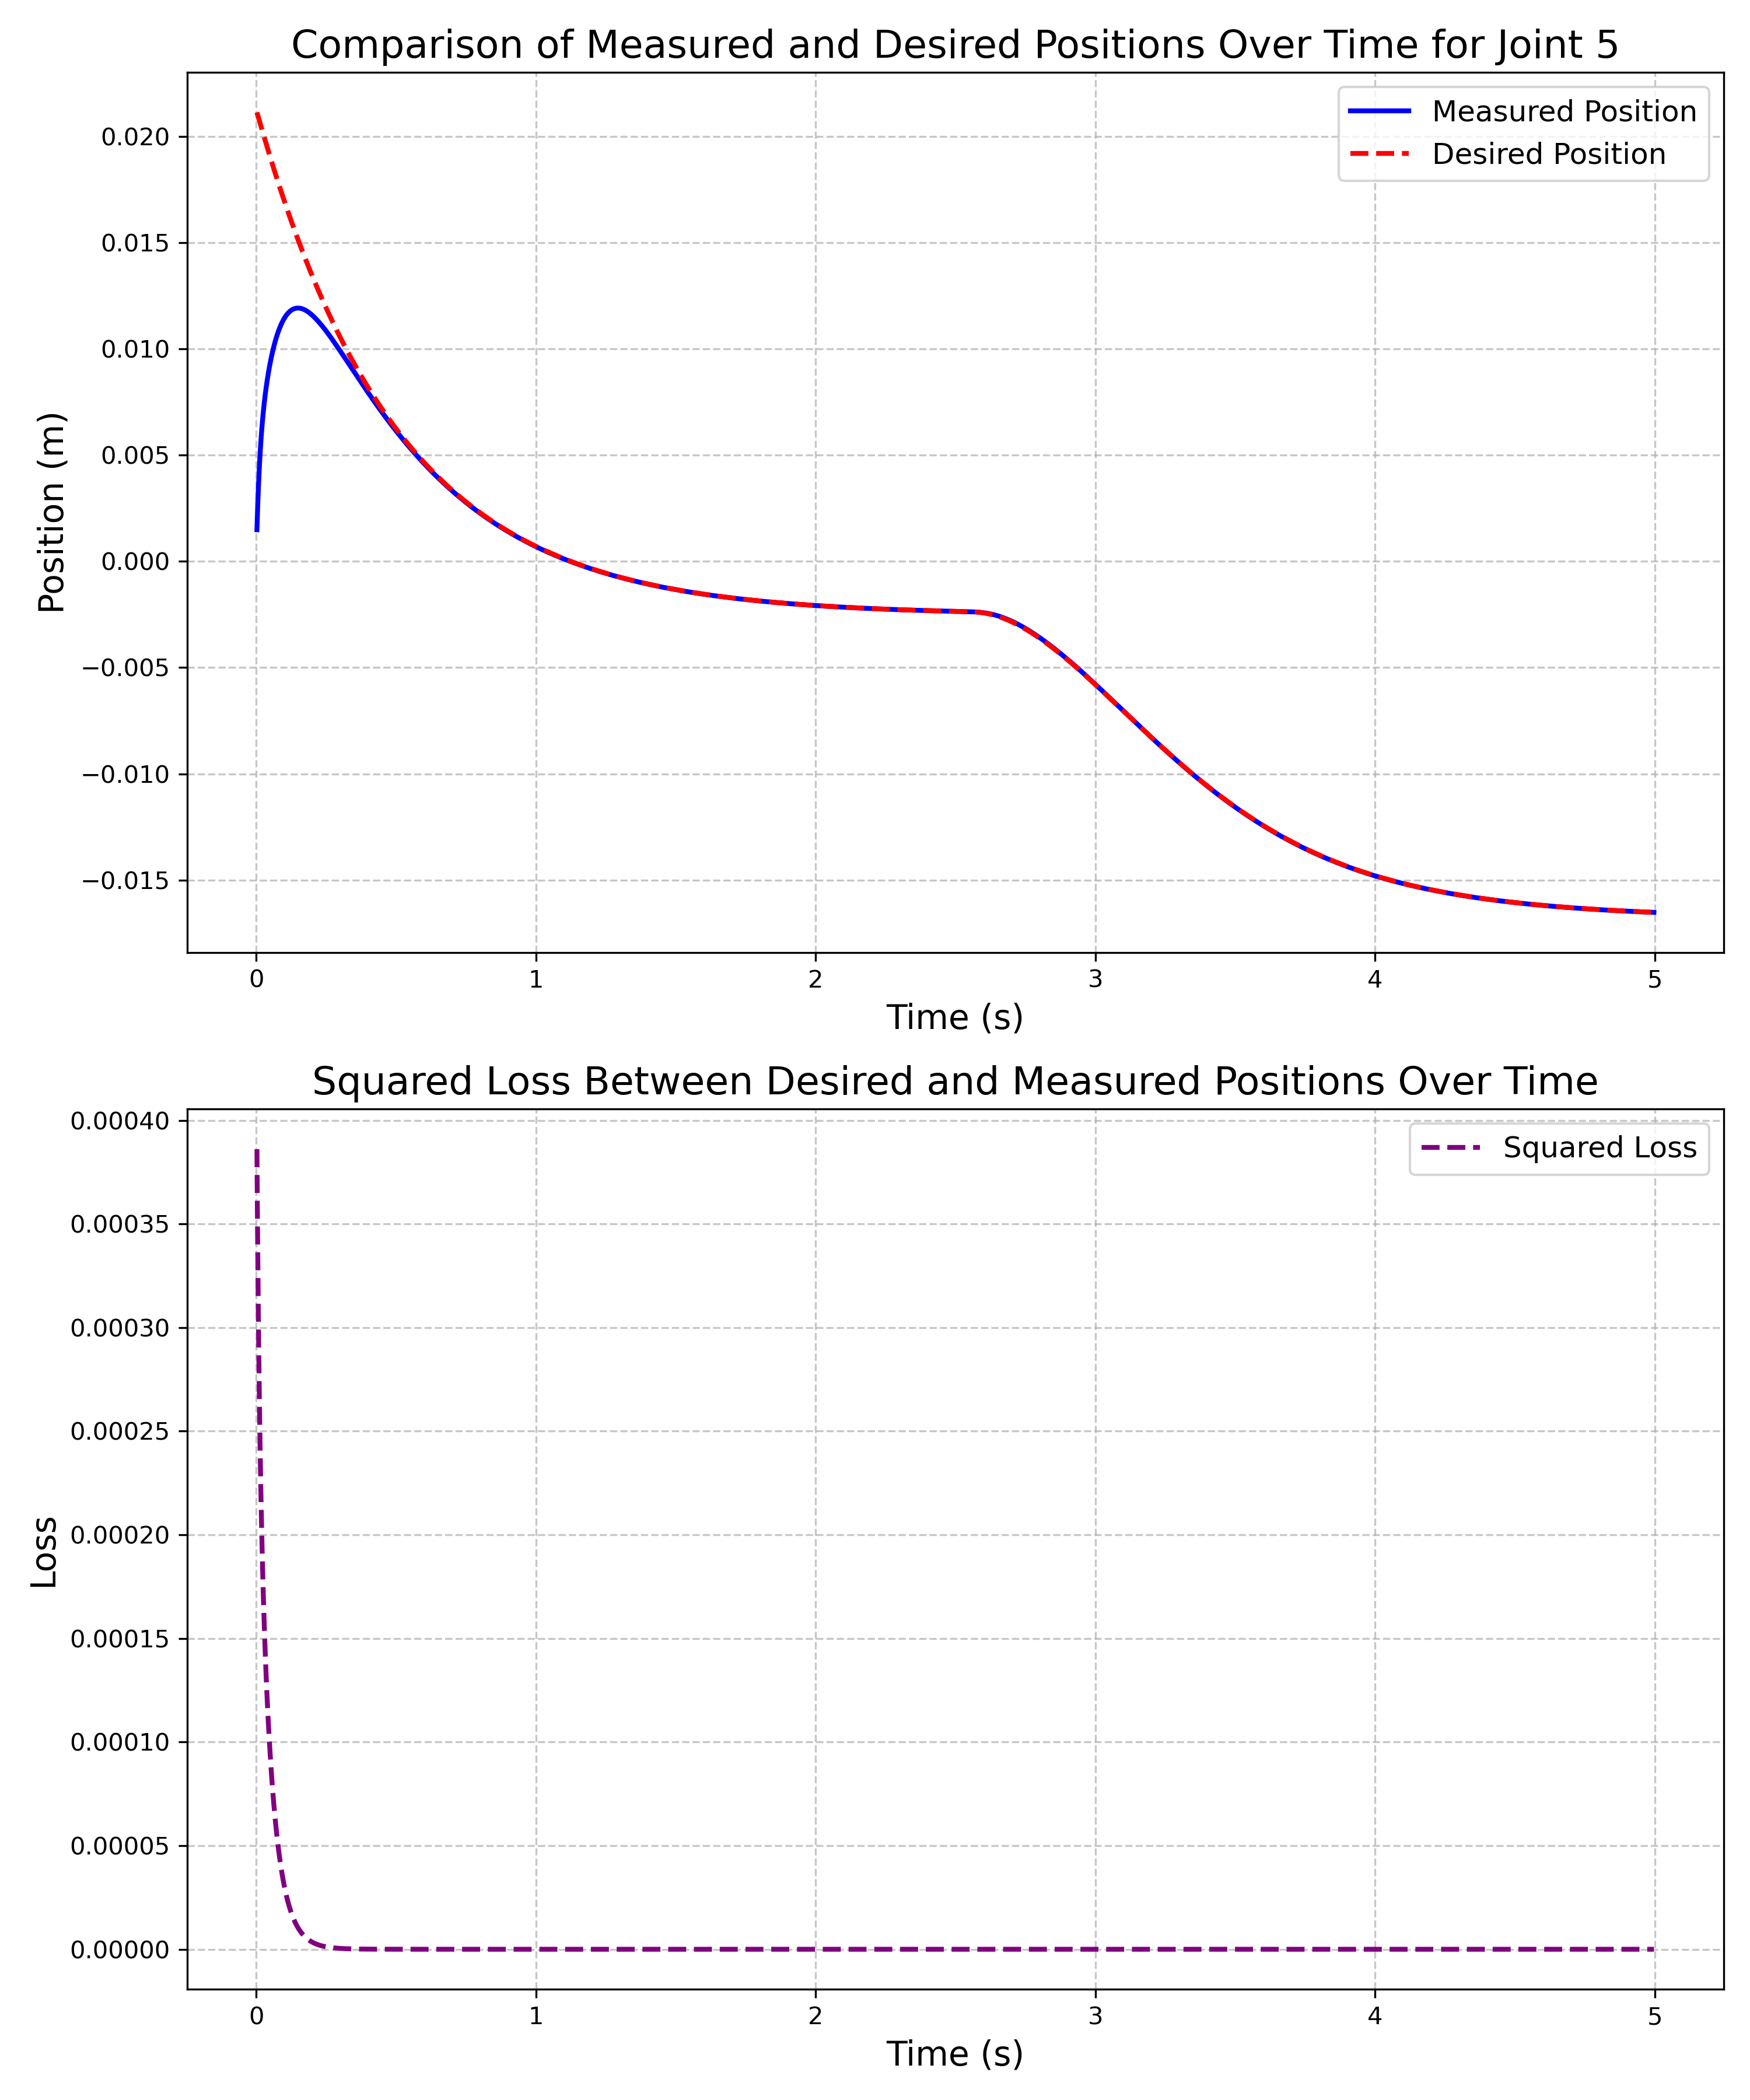 Comparison of Measured and Desired Positions Over Time for Joint 5
Measured Position
Desired Position
0.020
0.015
0.010
0.005
0.000
−0.005
−0.010
−0.015
Position (m)
0 1 2 3 4 5
Time (s)
Squared Loss Between Desired and Measured Positions Over Time
Squared Loss
0.00040
0.00035
0.00030
0.00025
0.00020
0.00015
0.00010
0.00005
0.00000
Loss
0 1 2 3 4 5
Time (s)